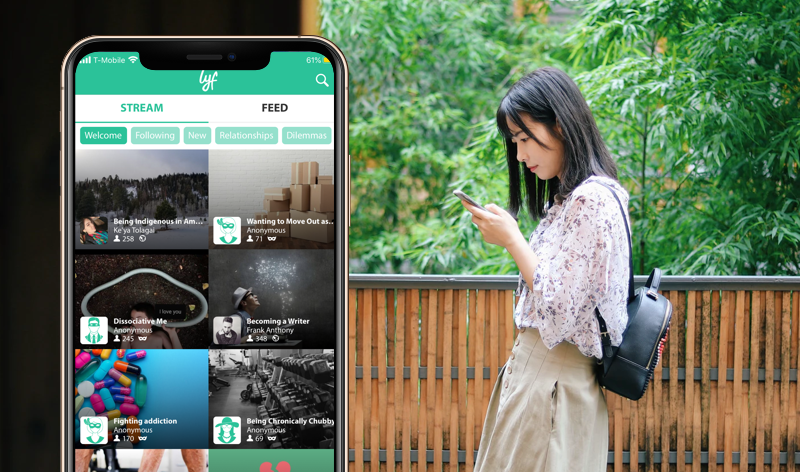 T-Mobile
61%
lyf
STREAM
FEED
Welcome
Following
New
Relationships
Dilemmas
Being Indigenous in Am...
Ke'ya Tolagai
258
Wanting to Move Out as...
Anonymous
71
I love you
Dissociative Me
Anonymous
245
Becoming a Writer
Frank Anthony
348
Fighting addiction
Anonymous
170
Being Chronically Chubby
Anonymous
69